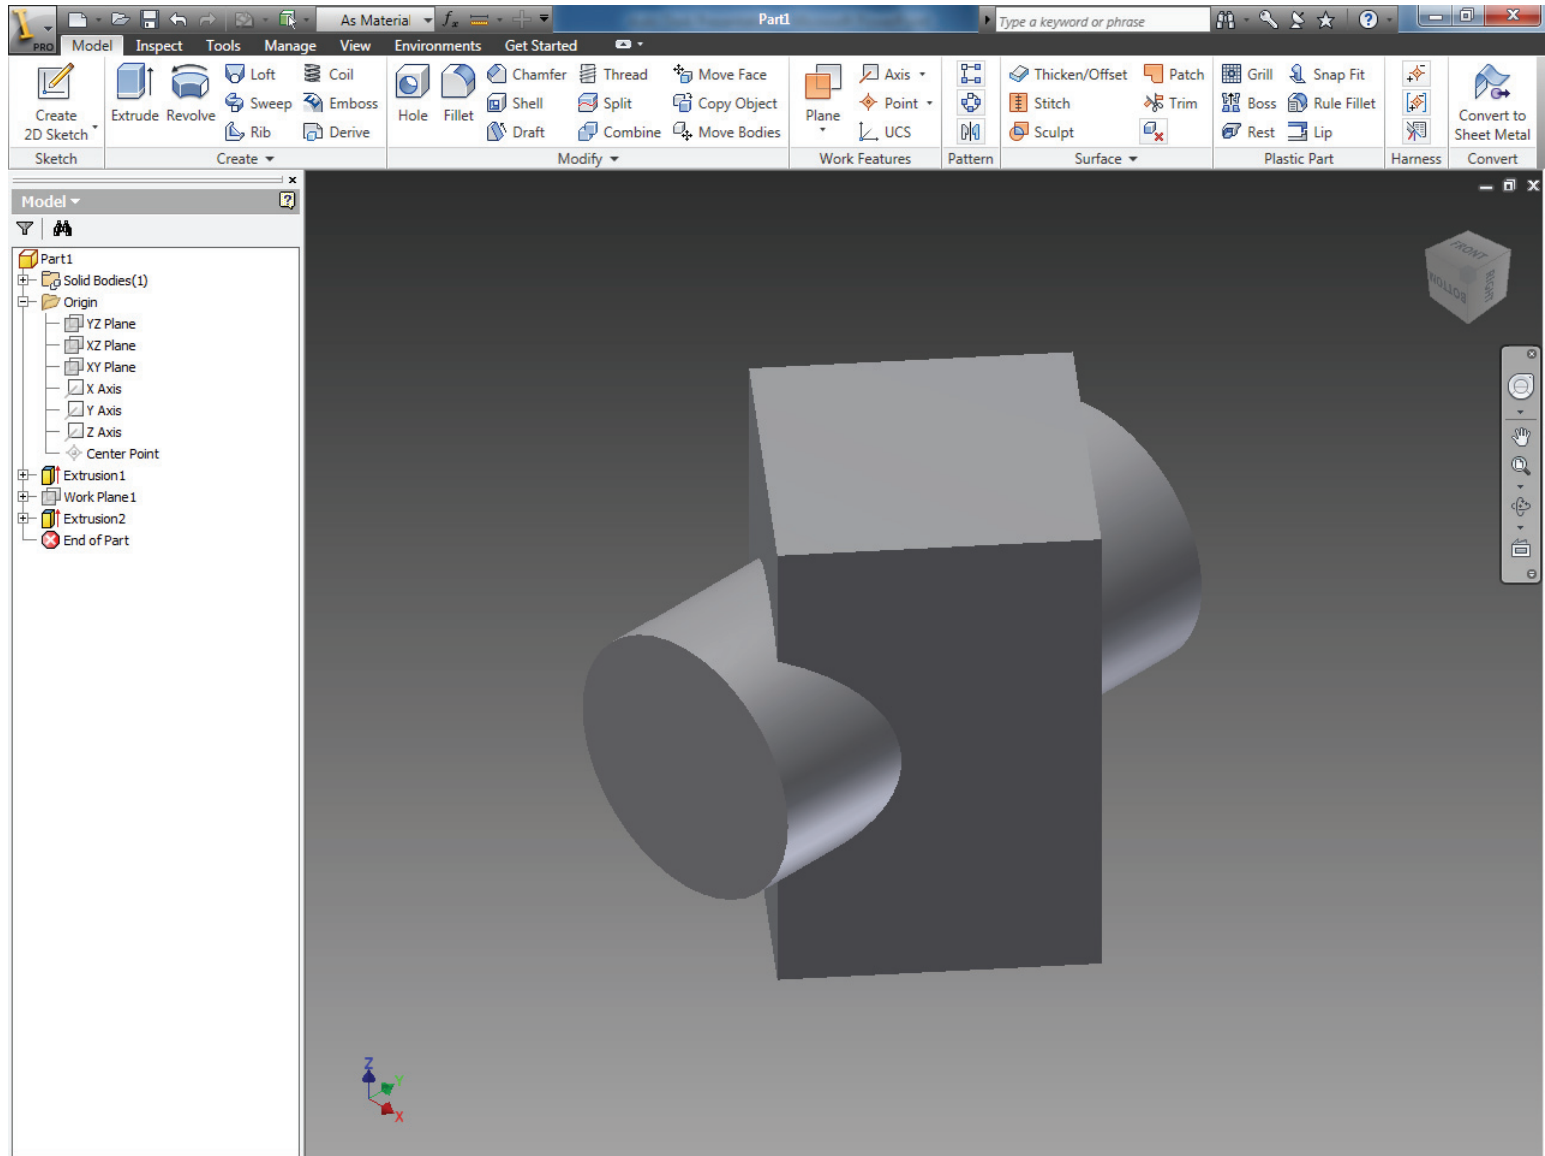 As Material
Part1
Type a keyword or phrase
PRO
Model Inspect Tools Manage View Environments Get Started
Create 2D Sketch
Extrude Revolve
Loft Coil
Sweep Emboss
Rib Derive
Hole Fillet
Chamfer Thread Move Face
Shell Split Copy Object
Draft Combine Move Bodies
Plane
Axis
Point
UCS
Thicken/Offset Patch
Stitch Trim
Sculpt
Grill Snap Fit
Boss Rule Fillet
Rest Lip
Convert to
Sheet Metal
Sketch Create Modify Work Features Pattern Surface Plastic Part Harness Convert
Model
Part1
Solid Bodies(1)
Origin
YZ Plane
XZ Plane
XY Plane
X Axis
Y Axis
Z Axis
Center Point
Extrusion1
Work Plane1
Extrusion2
End of Part
FRONT
BOTTOM
RIGHT
Z
Y
X